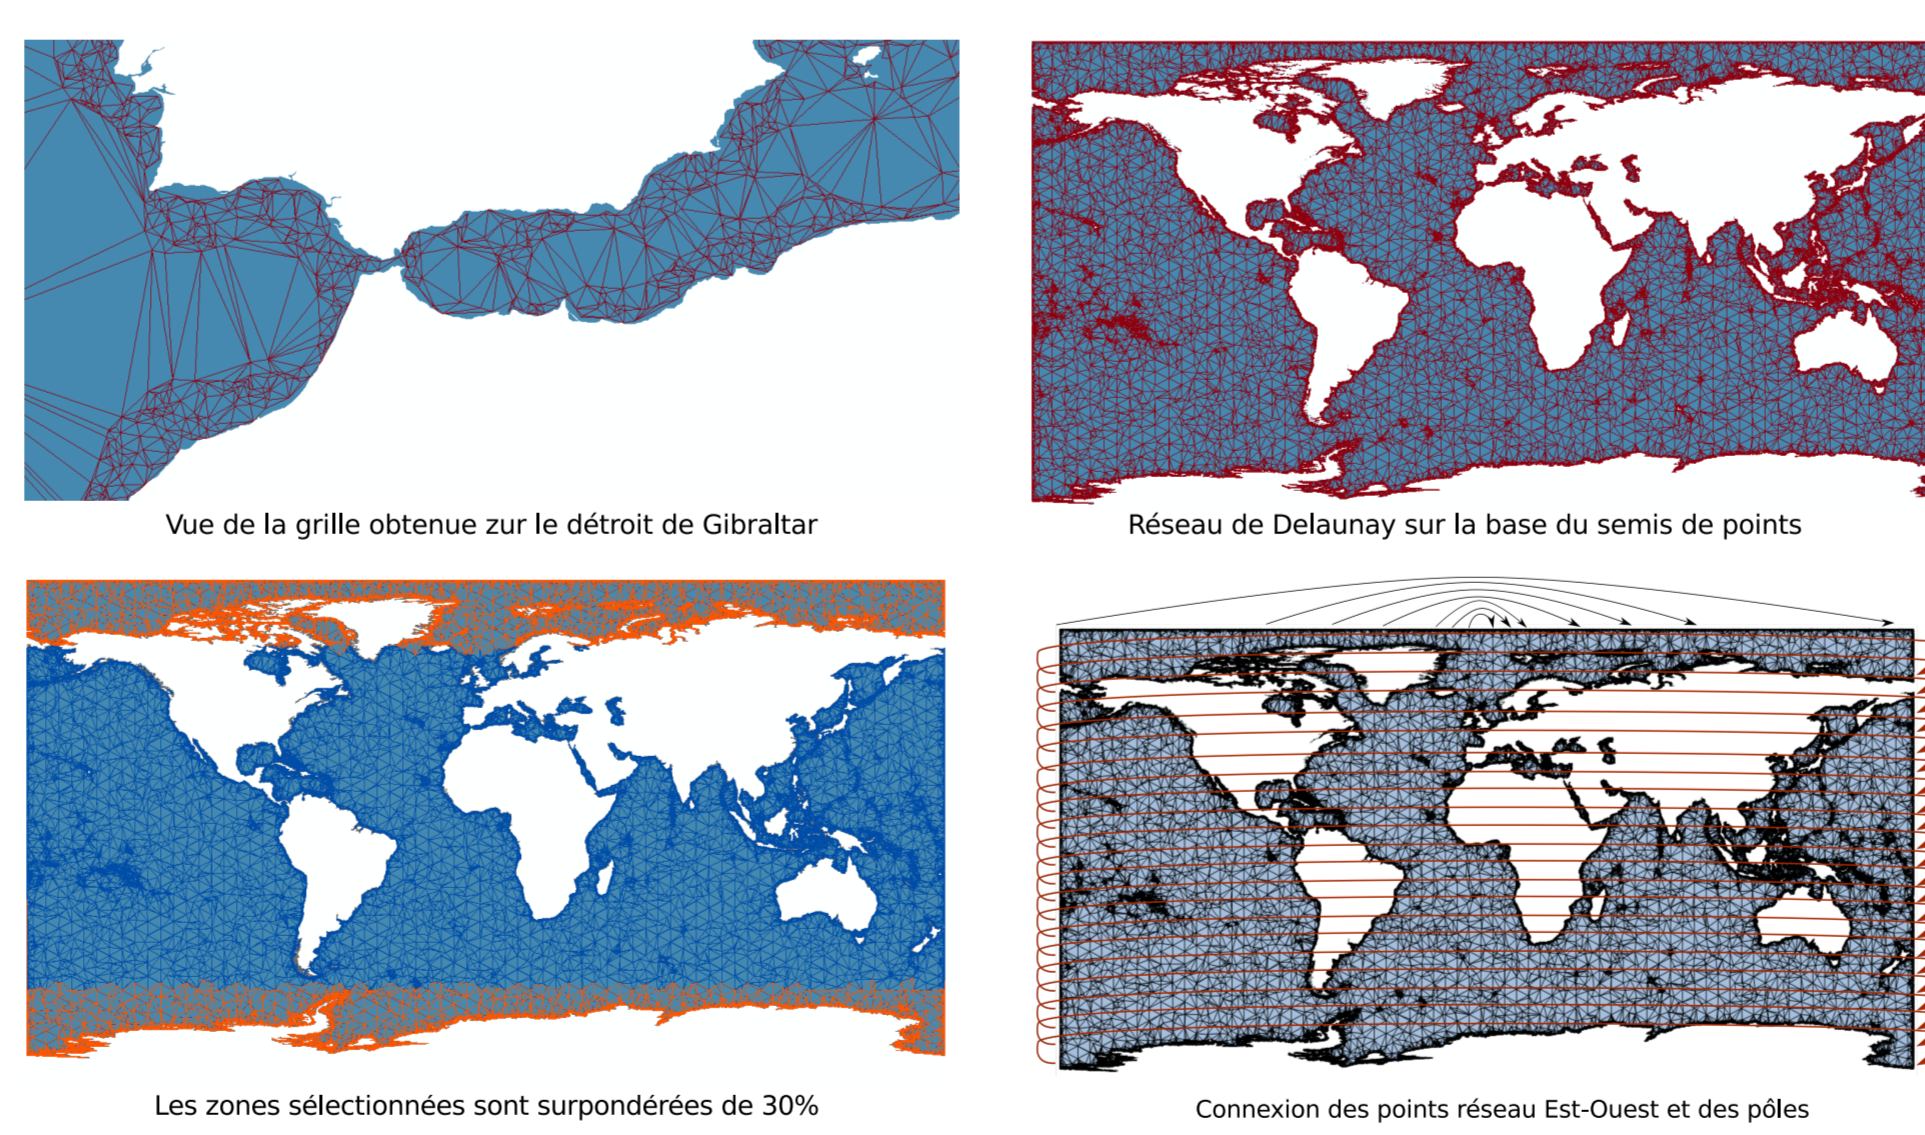 Vue de la grille obtenue zur le détroit de Gibraltar
Réseau de Delaunay sur la base du semis de points
Les zones sélectionnées sont surpondérées de 30%
Connexion des points réseau Est-Ouest et des pôles